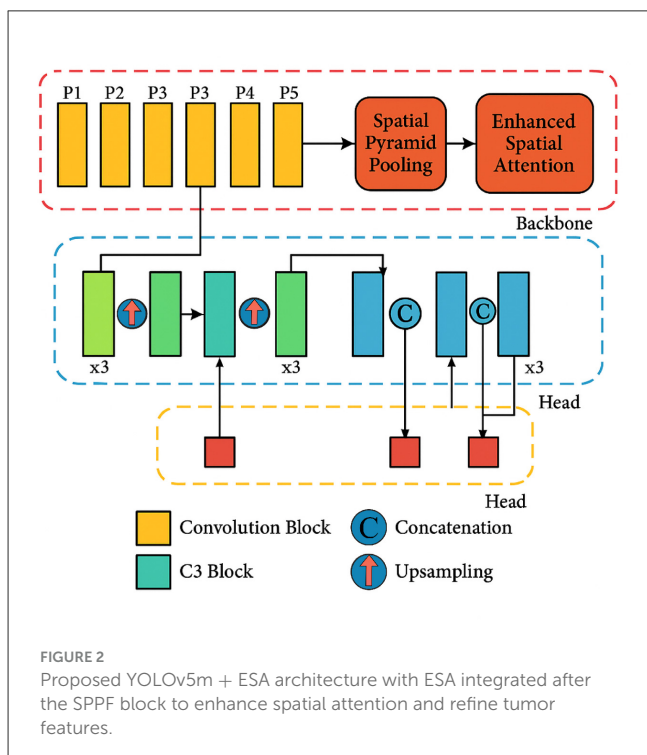 P1 P2 P3 P3 P4 P5
Spatial
Pyramid
Pooling
Enhanced
Spatial
Attention
Backbone
x3
x3
C
C
x3
Head
Head
Convolution Block
C Concatenation
C3 Block
Upsampling
FIGURE 2
Proposed YOLOv5m + ESA architecture with ESA integrated after
the SPPF block to enhance spatial attention and refine tumor
features.